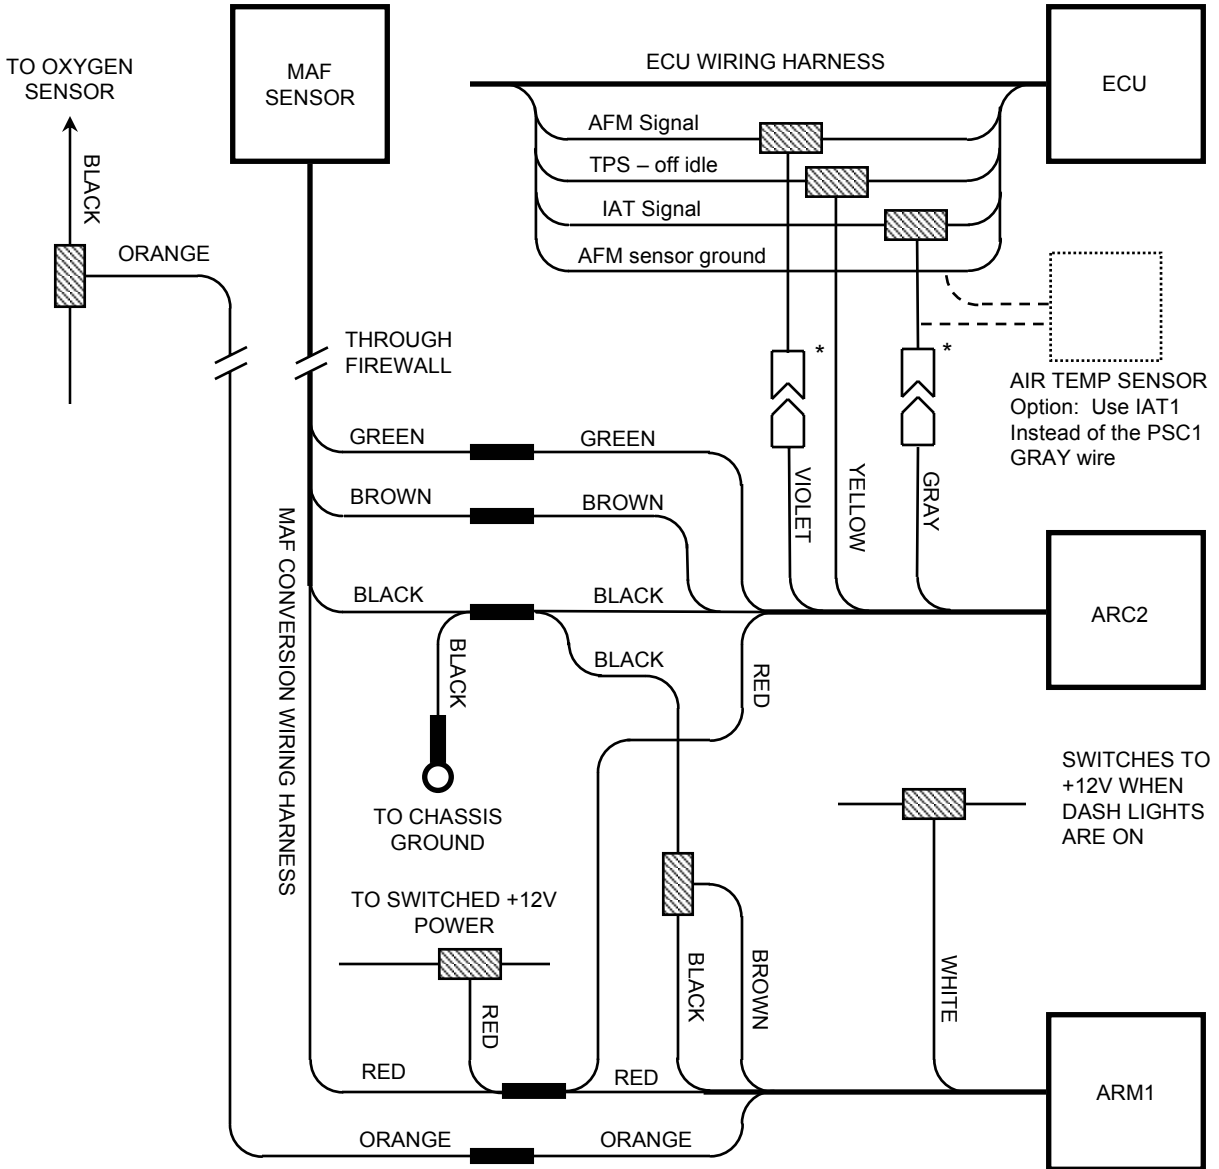 TO OXYGEN
SENSOR
MAF
SENSOR
ECU WIRING HARNESS
ECU
AFM Signal
TPS – off idle
IAT Signal
AFM sensor ground
BLACK
ORANGE
THROUGH
FIREWALL
*
*
AIR TEMP SENSOR
Option: Use IAT1
Instead of the PSC1
GRAY wire
GREEN
GREEN
BROWN
BROWN
VIOLET
YELLOW
GRAY
MAF CONVERSION WIRING HARNESS
BLACK
BLACK
ARC2
BLACK
BLACK
RED
TO CHASSIS
GROUND
SWITCHES TO
+12V WHEN
DASH LIGHTS
ARE ON
TO SWITCHED +12V
POWER
RED
BLACK
BROWN
WHITE
RED
RED
ARM1
ORANGE
ORANGE